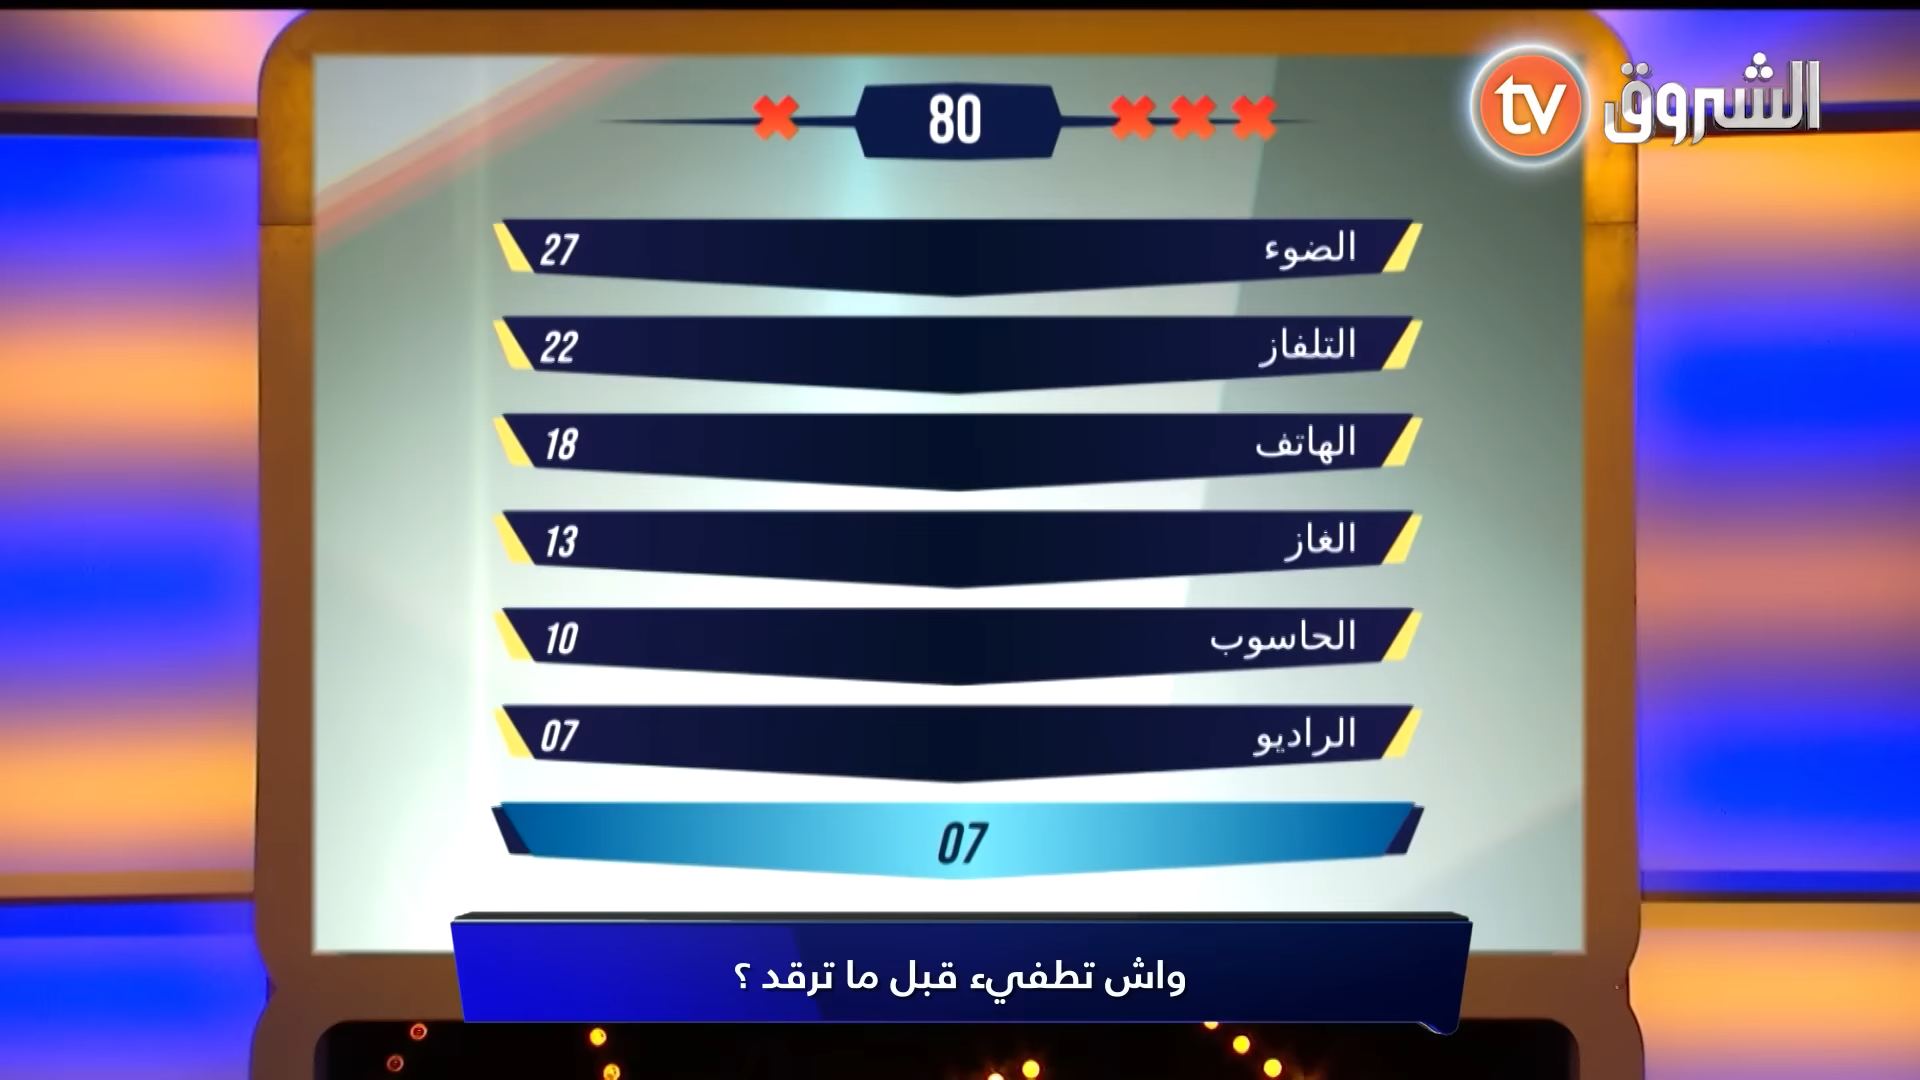 tv الشروق
80
الضوء 27
التلفاز 22
الهاتف 18
الغاز 13
الحاسوب 10
الراديو 07
07
واش تطفيء قبل ما ترقد ؟